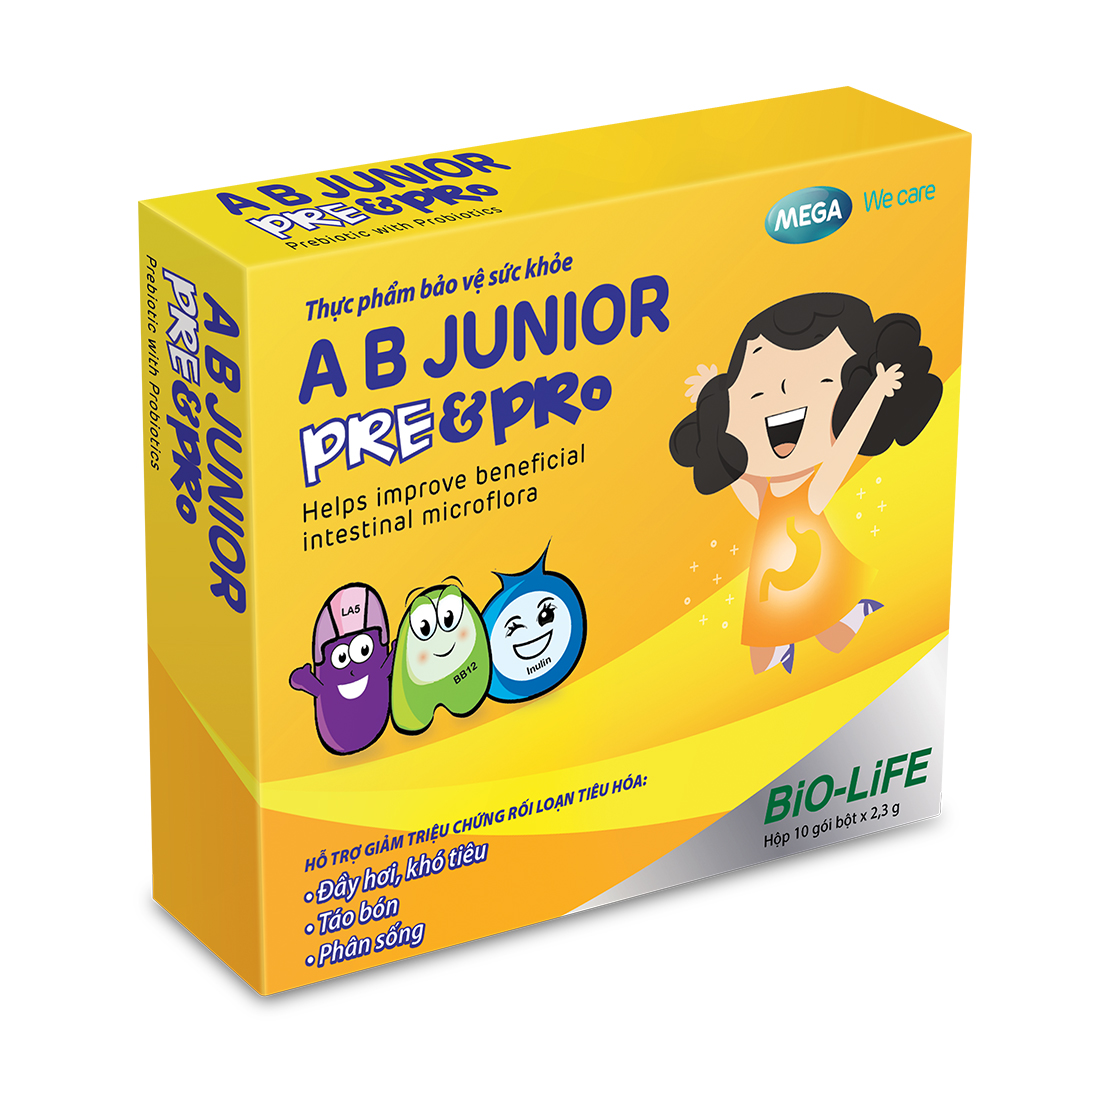 A B JUNIOR
PRE&PRO
Prebiotic with Probiotics
A B JUNIOR
PRE&PRO
Prebiotic with Probiotics
MEGA We care
Thực phẩm bảo vệ sức khỏe
A B JUNIOR
PRE&PRO
Helps improve beneficial
intestinal microflora
LA5
BB12
Inulin
HỖ TRỢ GIẢM TRIỆU CHỨNG RỐI LOẠN TIÊU HÓA:
• Đầy hơi, khó tiêu
• Táo bón
• Phân sống
BiO-LiFE
Hộp 10 gói bột x 2,3 g